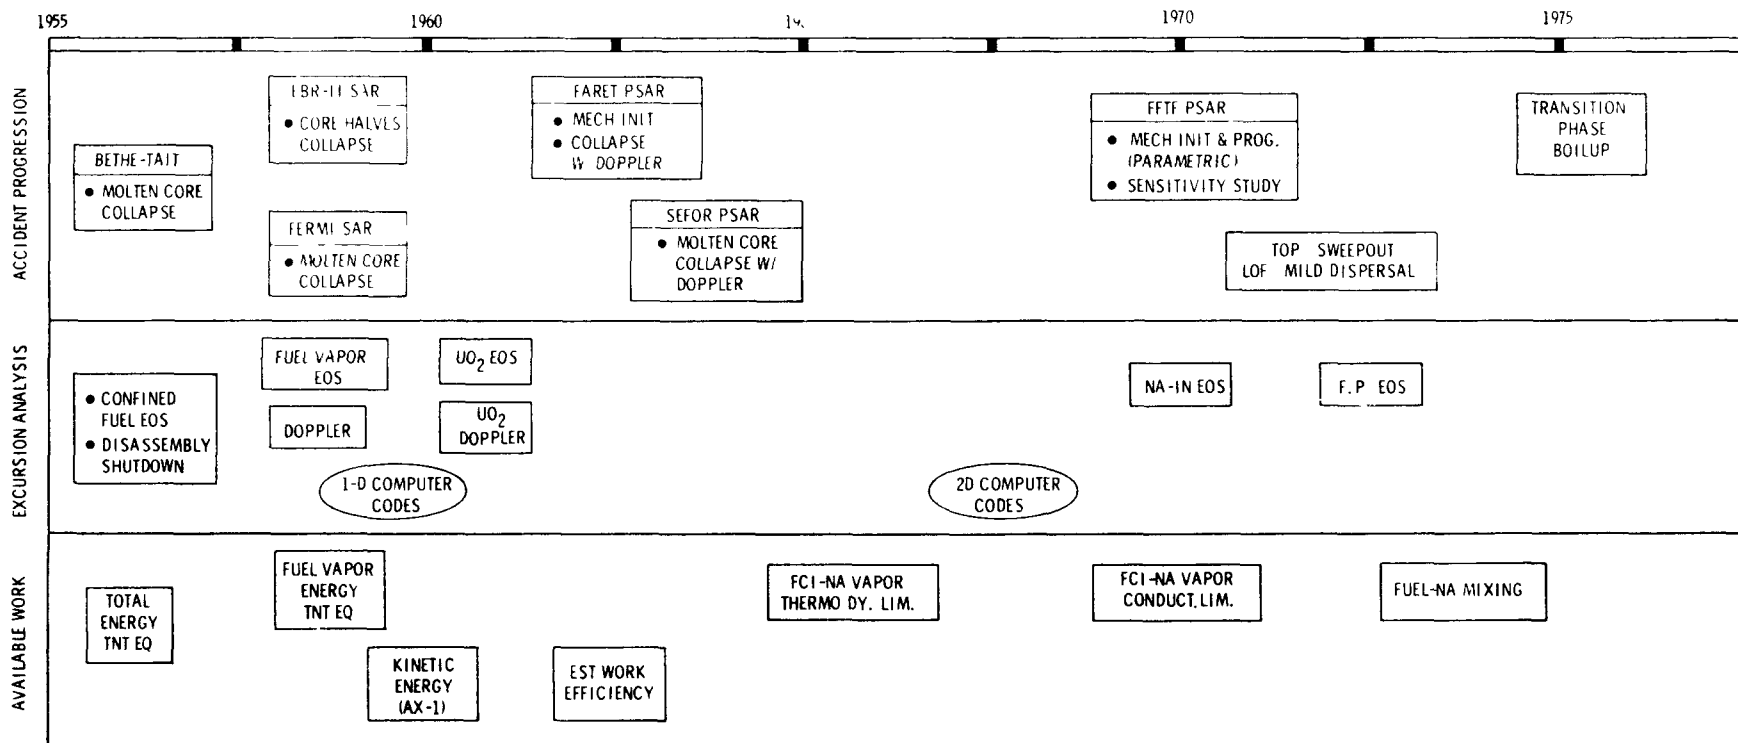 1955 1960 1970 1975
ACCIDENT PROGRESSION
BETHE-TAIT
● MOLTEN CORE
COLLAPSE
SAR
● CORE HALVES
COLLAPSE
FERMI SAR
● MOLTEN CORE
COLLAPSE
FARET PSAR
● MECH INIT
● COLLAPSE
W DOPPLER
SEFOR PSAR
● MOLTEN CORE
COLLAPSE W/
DOPPLER
FFTF PSAR
● MECH INIT & PROG.
(PARAMETRIC)
● SENSITIVITY STUDY
TOP SWEEPOUT
LOF MILD DISPERSAL
TRANSITION
PHASE
BOILUP
EXCURSION ANALYSIS
● CONFINED
FUEL EOS
● DISASSEMBLY
SHUTDOWN
FUEL VAPOR
EOS
DOPPLER
UO2 EOS
UO2
DOPPLER
1-D COMPUTER
CODES
2D COMPUTER
CODES
NA-IN EOS
F.P EOS
AVAILABLE WORK
TOTAL
ENERGY
TNT EQ
FUEL VAPOR
ENERGY
TNT EQ
KINETIC
ENERGY
(AX-1)
EST WORK
EFFICIENCY
FCI-NA VAPOR
THERMO DY. LIM.
FCI-NA VAPOR
CONDUCT. LIM.
FUEL-NA MIXING